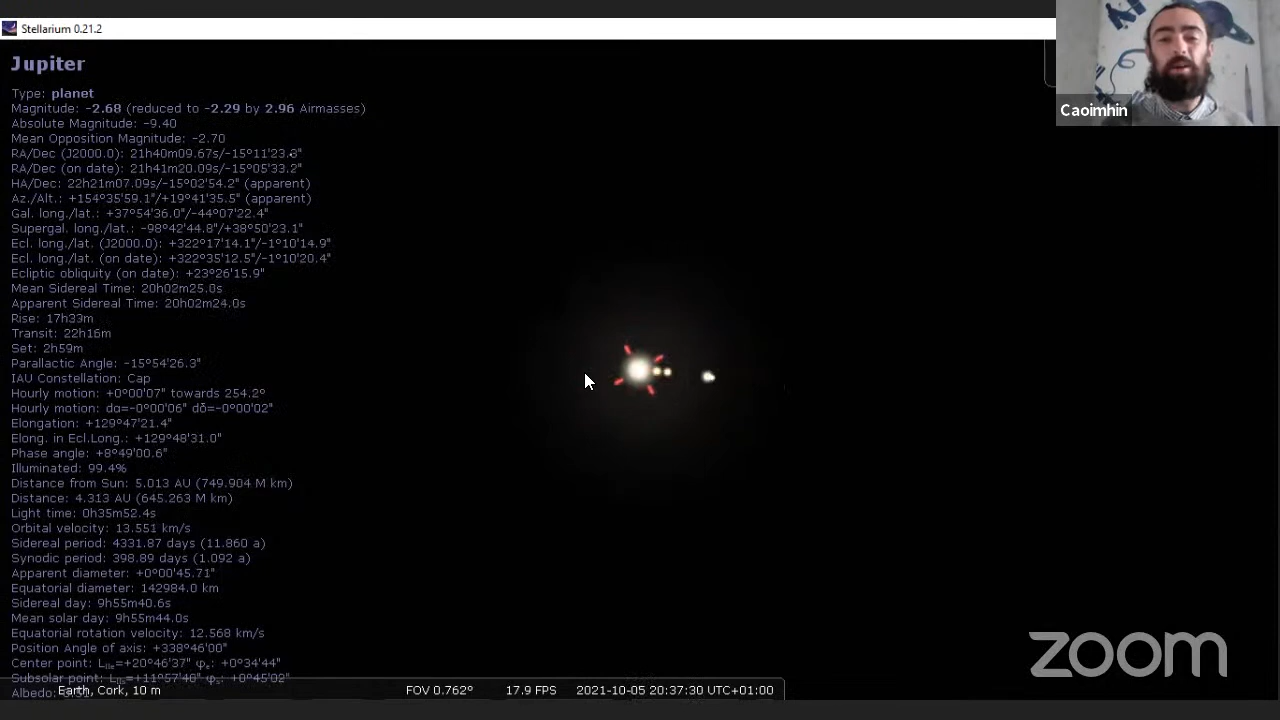 Stellarium 0.21.2
Caoimhin
Jupiter
Type: planet
Magnitude: -2.68 (reduced to -2.29 by 2.96 Airmasses)
Absolute Magnitude: -9.40
Mean Opposition Magnitude: -2.70
RA/Dec (J2000.0): 21h40m09.67s/-15°11'23.3"
RA/Dec (on date): 21h41m20.09s/-15°05'33.2"
HA/Dec: 22h21m07.09s/-15°02'54.2" (apparent)
Az./Alt.: +154°35'59.1"/+19°41'35.5" (apparent)
Gal. long./lat.: +37°54'36.0"/-44°07'22.4"
Supergal. long./lat.: -98°42'44.8"/+38°50'23.1"
Ecl. long./lat. (J2000.0): +322°17'14.1"/-1°10'14.9"
Ecl. long./lat. (on date): +322°35'12.5"/-1°10'20.4"
Ecliptic obliquity (on date): +23°26'15.9"
Mean Sidereal Time: 20h02m25.0s
Apparent Sidereal Time: 20h02m24.0s
Rise: 17h33m
Transit: 22h16m
Set: 2h59m
Parallactic Angle: -15°54'26.3"
IAU Constellation: Cap
Hourly motion: +0°00'07" towards 254.2°
Hourly motion: dα=-0°00'06" dδ=-0°00'02"
Elongation: +129°47'21.4"
Elong. in Ecl.Long.: +129°48'31.0"
Phase angle: +8°49'00.6"
Illuminated: 99.4%
Distance from Sun: 5.013 AU (749.904 M km)
Distance: 4.313 AU (645.263 M km)
Light time: 0h35m52.4s
Orbital velocity: 13.551 km/s
Sidereal period: 4331.87 days (11.860 a)
Synodic period: 398.89 days (1.092 a)
Apparent diameter: +0°00'45.71"
Equatorial diameter: 142984.0 km
Sidereal day: 9h55m40.6s
Mean solar day: 9h55m44.0s
Equatorial rotation velocity: 12.568 km/s
Position Angle of axis: +338°46'00"
Center point: L =+20°46'37" φ : +0°34'44"
Subsolar point: L =+11°57'48" φ : +0°45'02"
Albedo:
Earth, Cork, 10 m
FOV 0.762°
17.9 FPS
2021-10-05 20:37:30 UTC+01:00
zoom